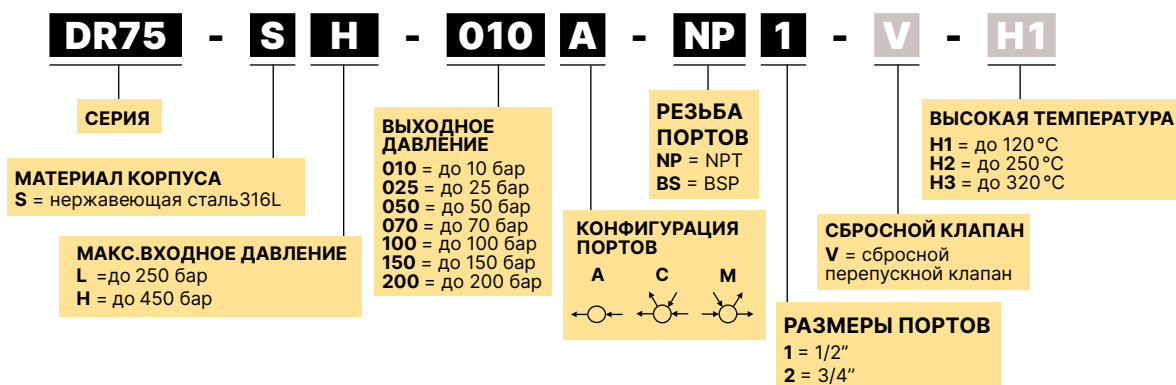 DR75 - S H - 010 A - NP 1 - V - H1
СЕРИЯ
МАТЕРИАЛ КОРПУСА
S = нержавеющая сталь316L
МАКС.ВХОДНОЕ ДАВЛЕНИЕ
L =до 250 бар
H = до 450 бар
ВЫХОДНОЕ
ДАВЛЕНИЕ
010 = до 10 бар
025 = до 25 бар
050 = до 50 бар
070 = до 70 бар
100 = до 100 бар
150 = до 150 бар
200 = до 200 бар
КОНФИГУРАЦИЯ
ПОРТОВ
A C M
РЕЗЬБА
ПОРТОВ
NP = NPT
BS = BSP
РАЗМЕРЫ ПОРТОВ
1 = 1/2”
2 = 3/4”
СБРОСНОЙ КЛАПАН
V = сбросной
перепускной клапан
ВЫСОКАЯ ТЕМПЕРАТУРА
H1 = до 120 °C
H2 = до 250 °C
H3 = до 320 °C